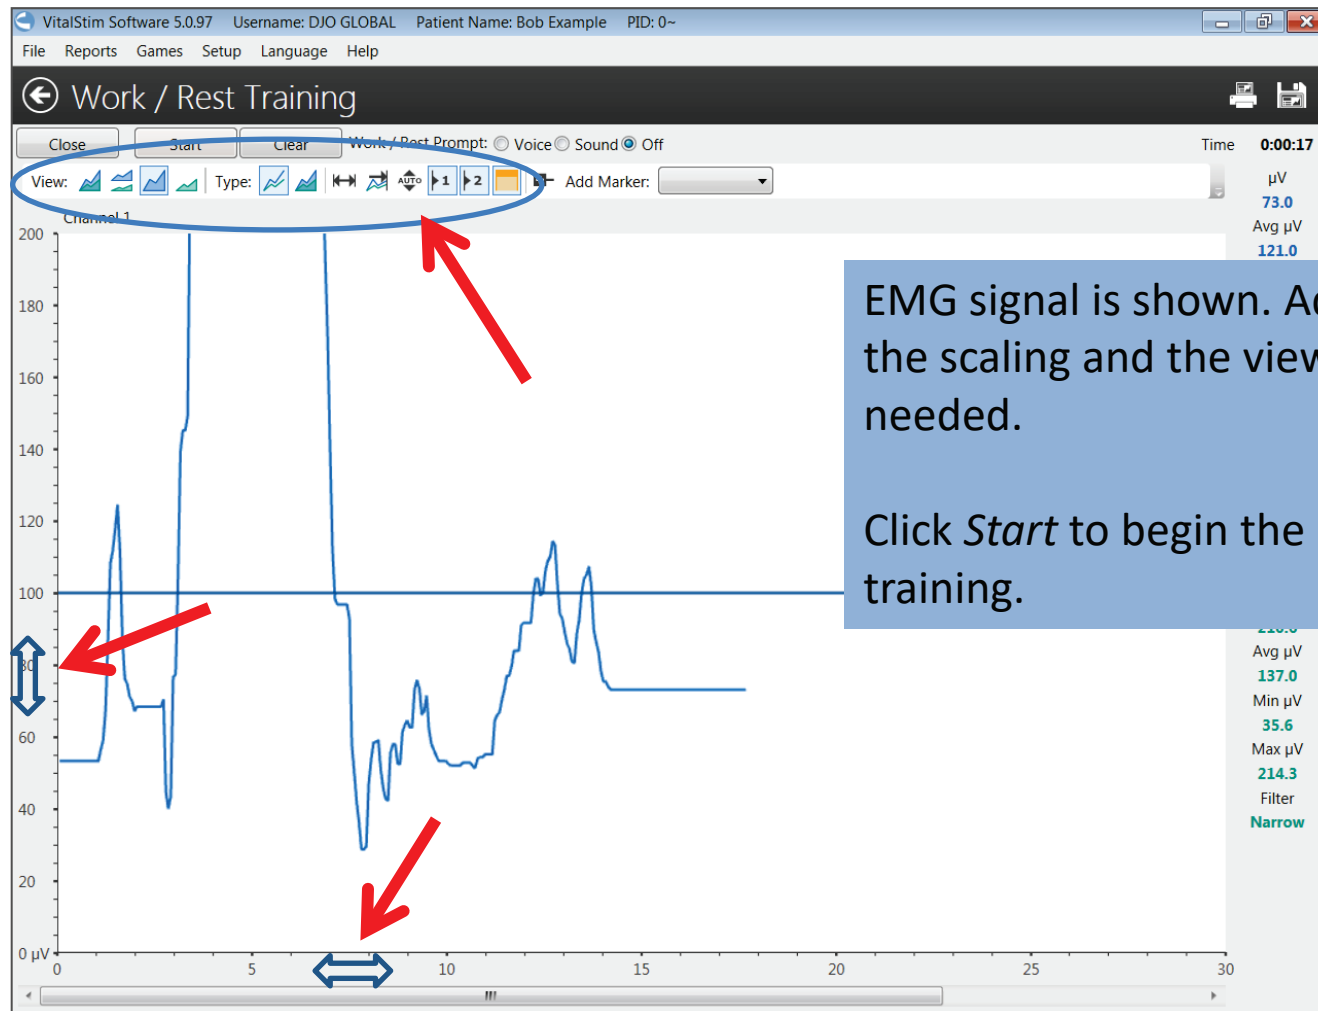 VitalStim Software 5.0.97 Username: DJO GLOBAL Patient Name: Bob Example PID: 0~
File Reports Games Setup Language Help
Work / Rest Training
Close Start Clear Work / Rest Prompt: Voice Sound Off Time 0:00:17
View: Type: AUTO 1 2 Add Marker:
µV
73.0
Avg µV
121.0
Channel 1
EMG signal is shown.
the scaling and the view
needed.
Click Start to begin the
training.
Avg µV
137.0
Min µV
35.6
Max µV
214.3
Filter
Narrow
200
180
160
140
120
100
80
60
40
20
0 µV
0 5 10 15 20 25 30